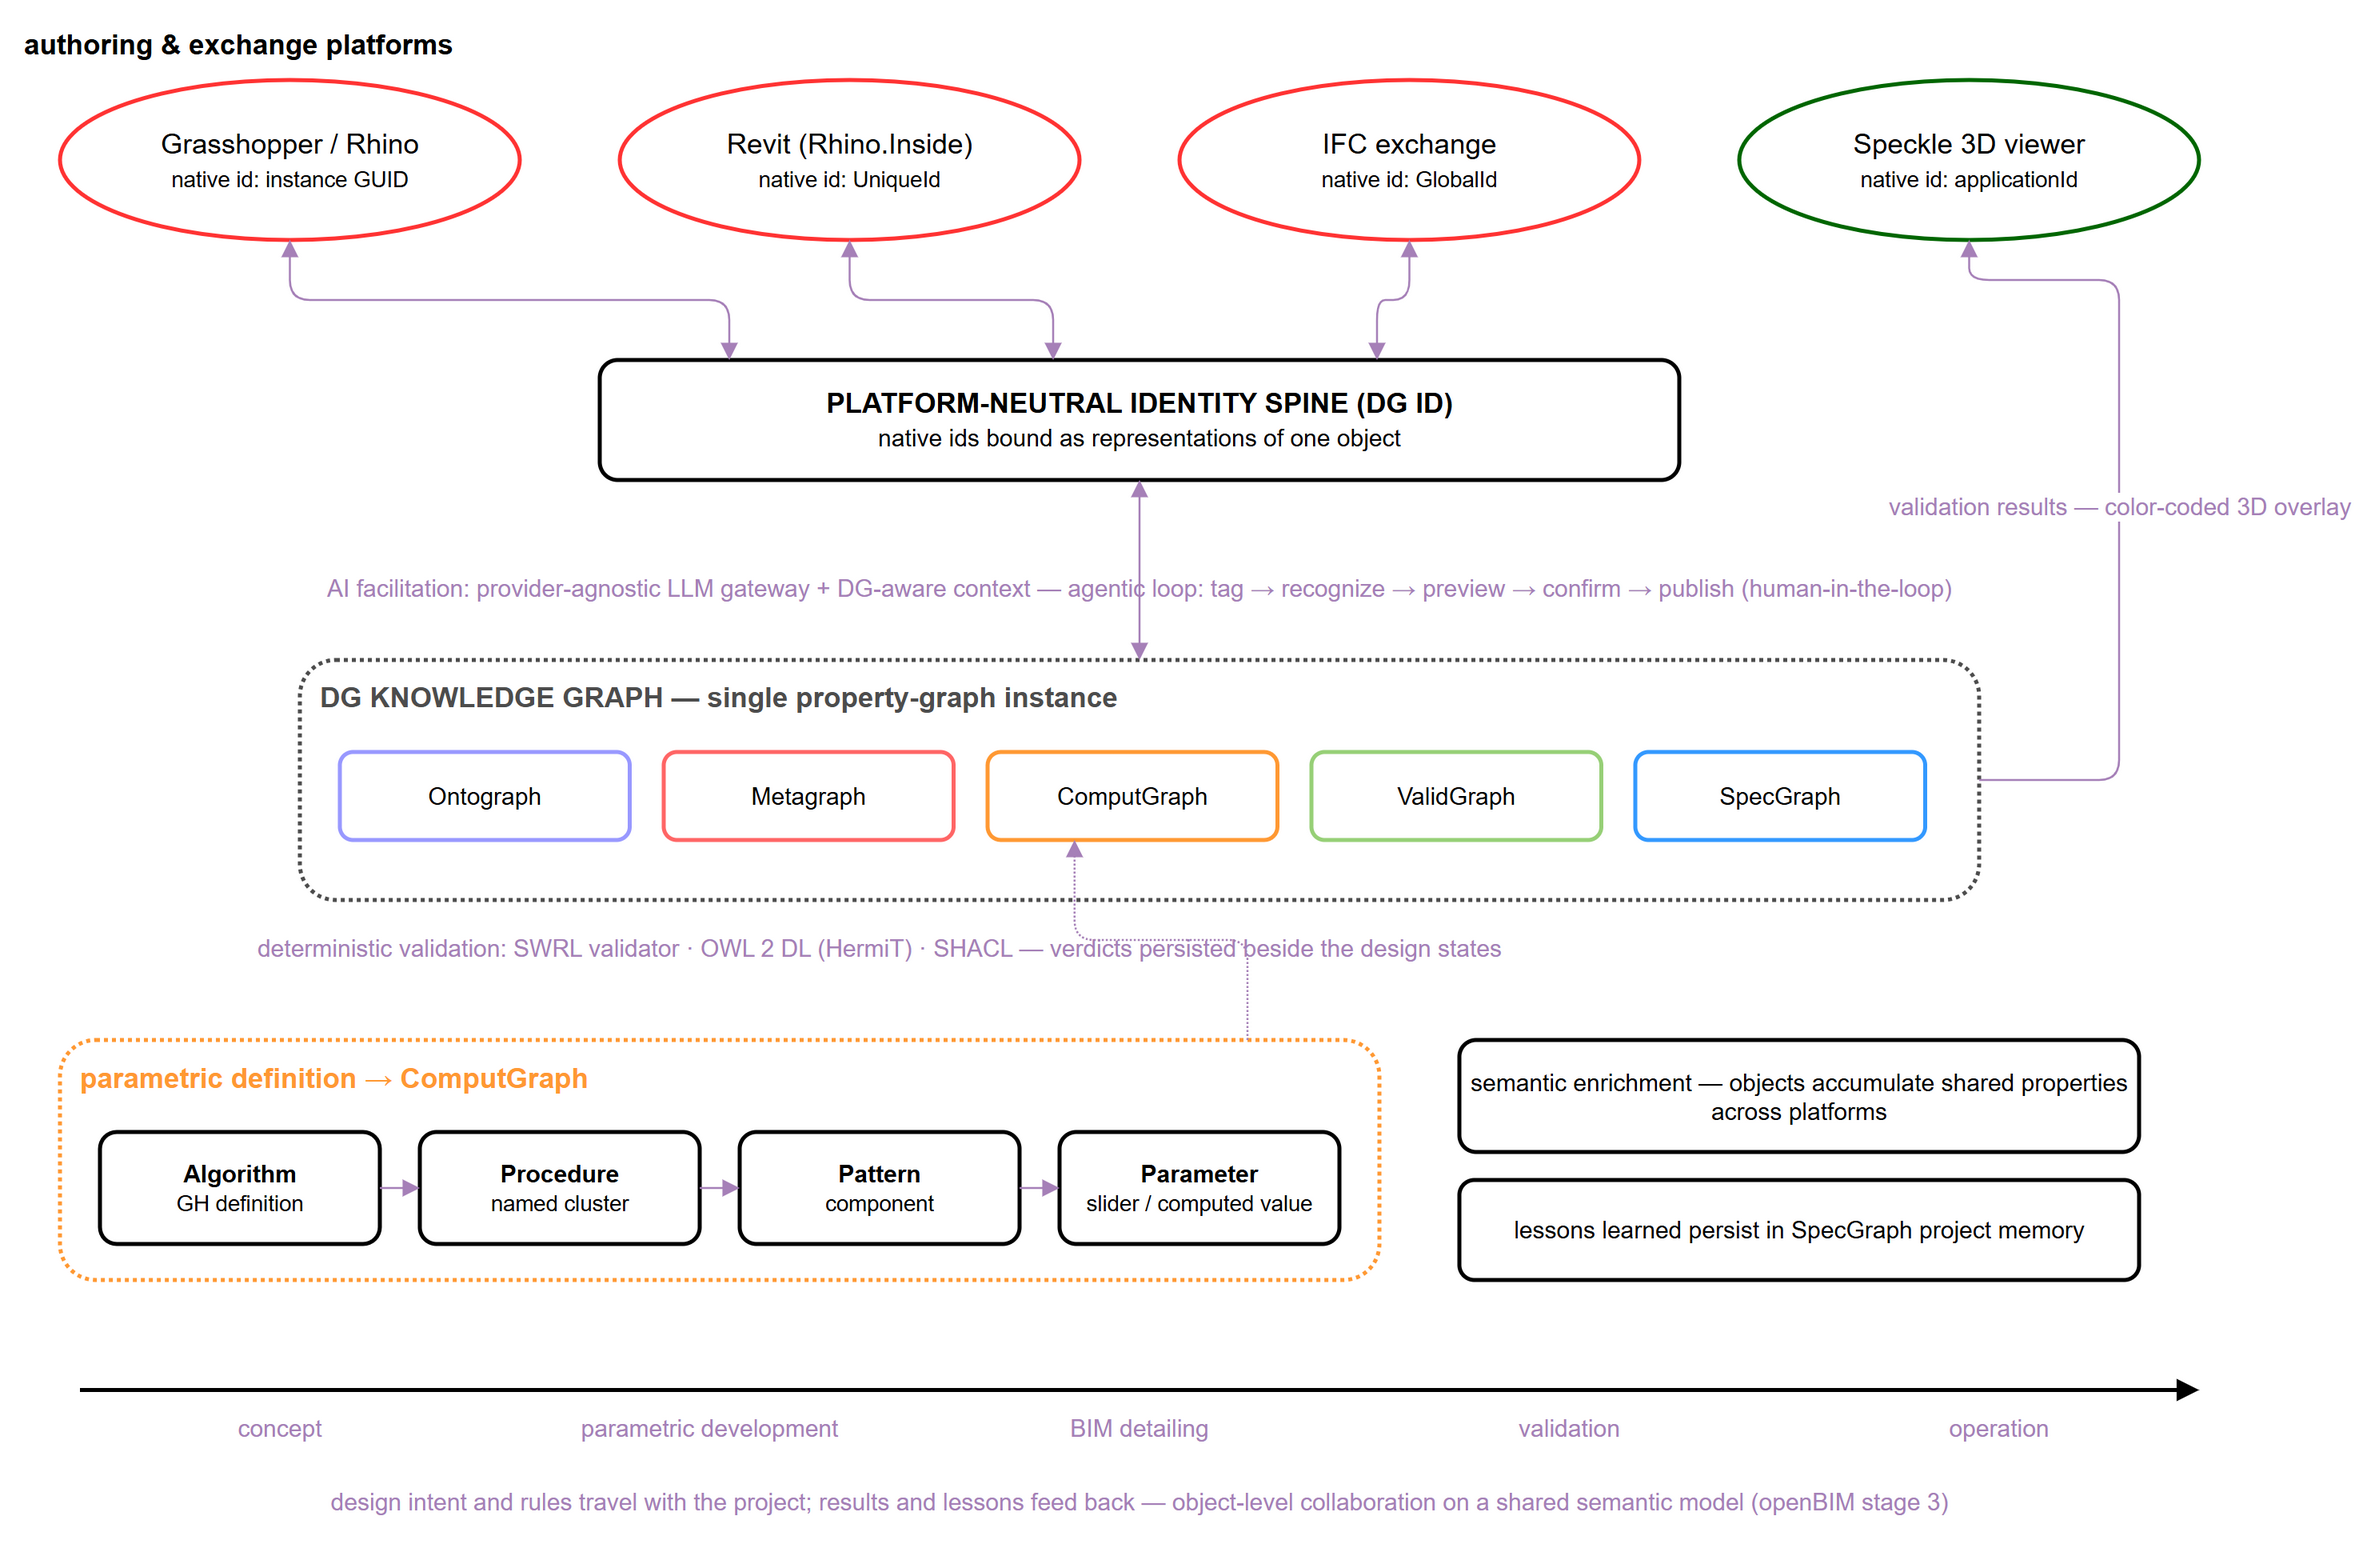 authoring & exchange platforms
Grasshopper / Rhino
native id: instance GUID
Revit (Rhino.Inside)
native id: UniqueId
IFC exchange
native id: GlobalId
Speckle 3D viewer
native id: applicationId
PLATFORM-NEUTRAL IDENTITY SPINE (DG ID)
native ids bound as representations of one object
validation results — color-coded 3D overlay
AI facilitation: provider-agnostic LLM gateway + DG-aware context — agentic loop: tag → recognize → preview → confirm → publish (human-in-the-loop)
DG KNOWLEDGE GRAPH — single property-graph instance
Ontograph
Metagraph
ComputGraph
ValidGraph
SpecGraph
deterministic validation: SWRL validator · OWL 2 DL (HermiT) · SHACL — verdicts persisted beside the design states
parametric definition → ComputGraph
Algorithm
GH definition
Procedure
named cluster
Pattern
component
Parameter
slider / computed value
semantic enrichment — objects accumulate shared properties
across platforms
lessons learned persist in SpecGraph project memory
concept
parametric development
BIM detailing
validation
operation
design intent and rules travel with the project; results and lessons feed back — object-level collaboration on a shared semantic model (openBIM stage 3)